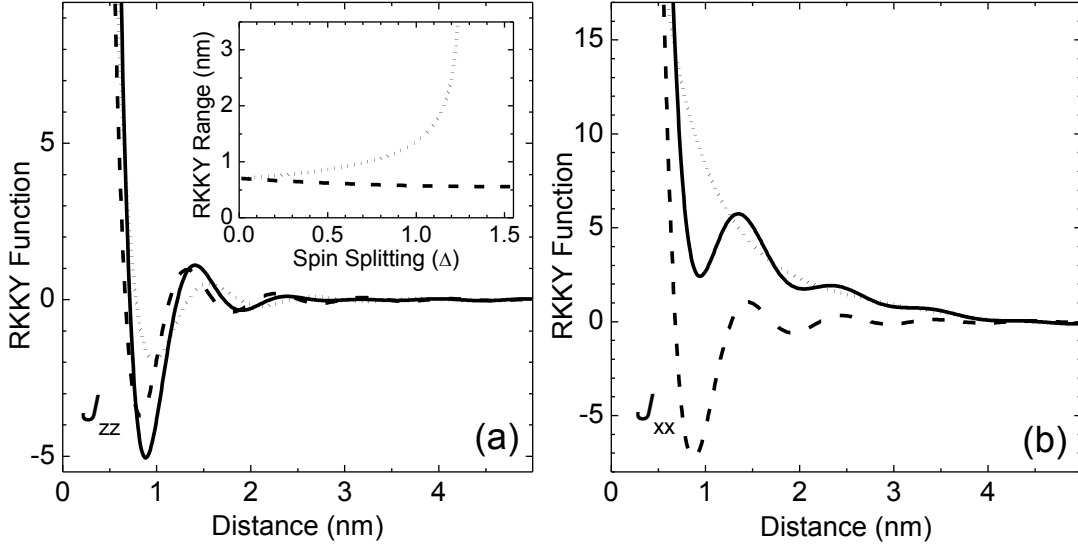 RKKY Function
5
0
-5
0
1
2
3
4
Distance (nm)
J zz
(a)
RKKY Range (nm)
3
2
1
0
0.0
0.5
1.0
1.5
Spin Splitting (Δ)
RKKY Function
15
10
5
0
-5
0
1
2
3
4
Distance (nm)
J xx
(b)